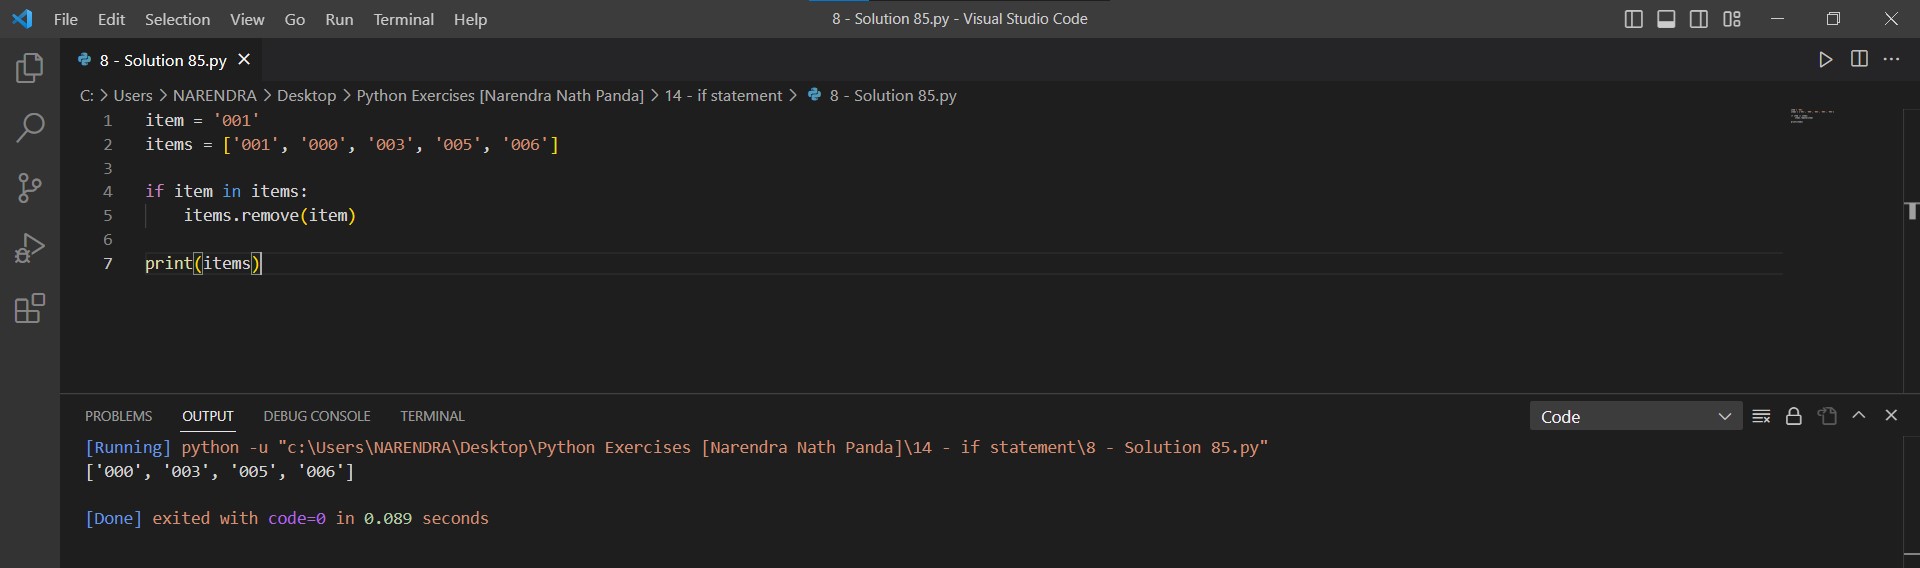 File Edit Selection View Go Run Terminal Help 8 - Solution 85.py - Visual Studio Code
8 - Solution 85.py
C: > Users > NARENDRA > Desktop > Python Exercises [Narendra Nath Panda] > 14 - if statement > 8 - Solution 85.py
1 item = '001'
2 items = ['001', '000', '003', '005', '006']
3
4 if item in items:
5     items.remove(item)
6
7 print(items)
PROBLEMS OUTPUT DEBUG CONSOLE TERMINAL Code
[Running] python -u "c:\Users\NARENDRA\Desktop\Python Exercises [Narendra Nath Panda]\14 - if statement\8 - Solution 85.py"
['000', '003', '005', '006']
[Done] exited with code=0 in 0.089 seconds